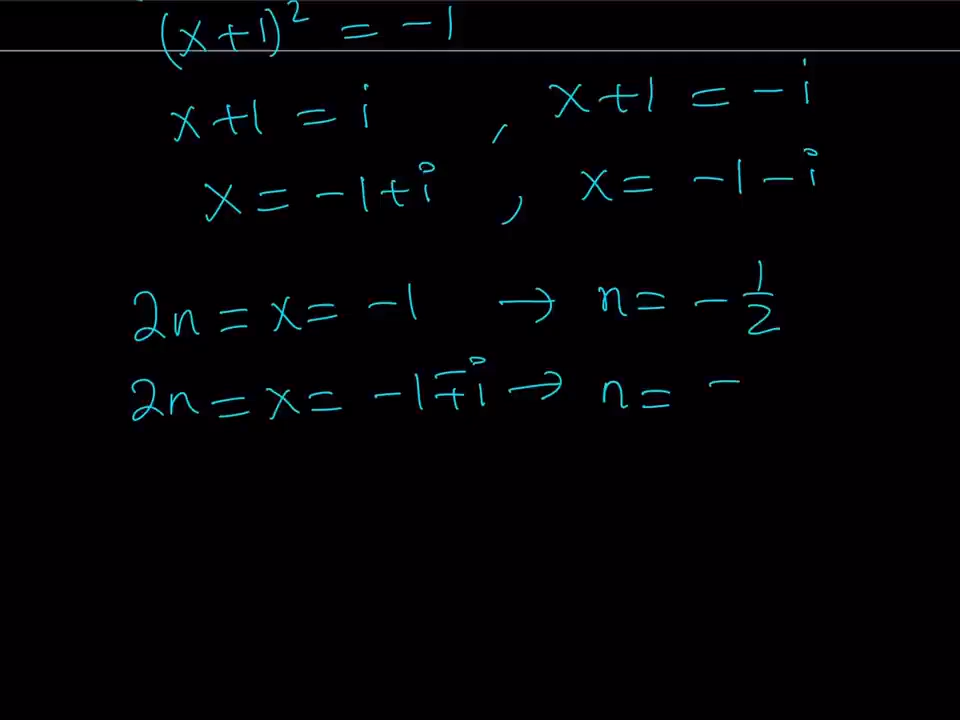 (x+1)² = -1
x+1 = i , x+1 = -i
x = -1+i , x = -1-i
2n = x = -1 → n = -1/2
2n = x = -1∓i → n = -